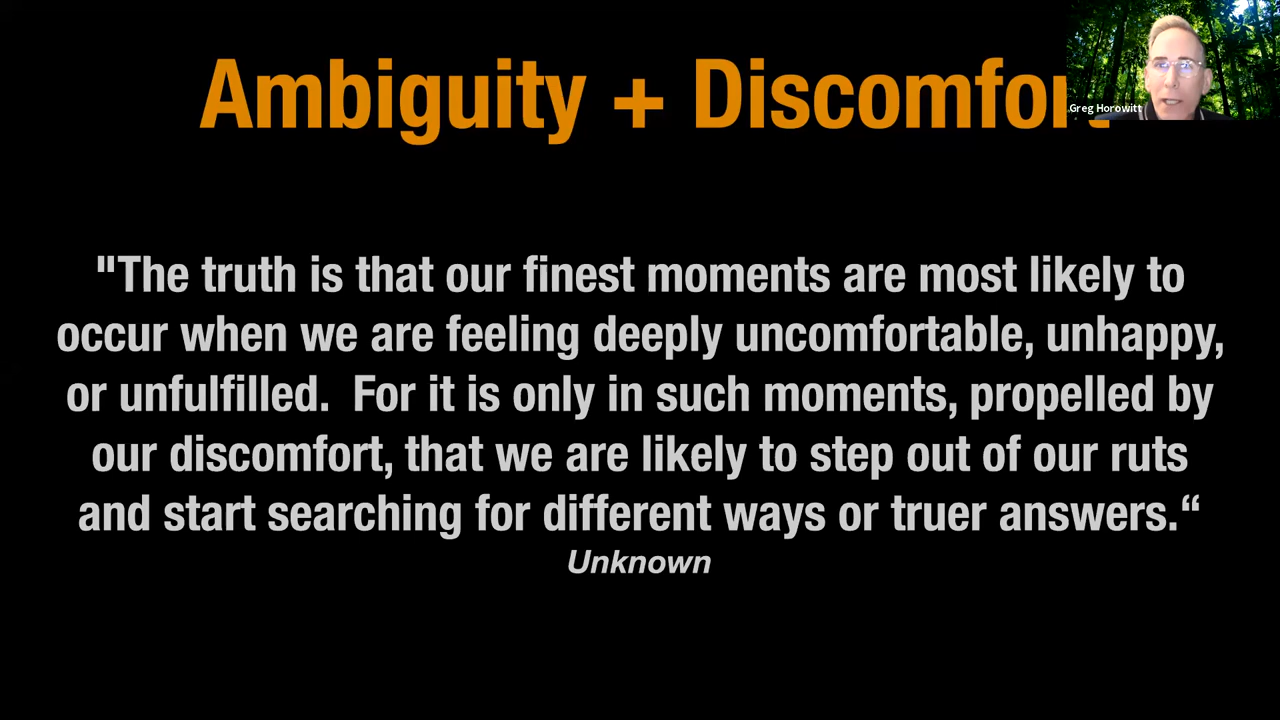 Ambiguity + Discomfort
Greg Horowitt
"The truth is that our finest moments are most likely to
occur when we are feeling deeply uncomfortable, unhappy,
or unfulfilled.  For it is only in such moments, propelled by
our discomfort, that we are likely to step out of our ruts
and start searching for different ways or truer answers.“
Unknown